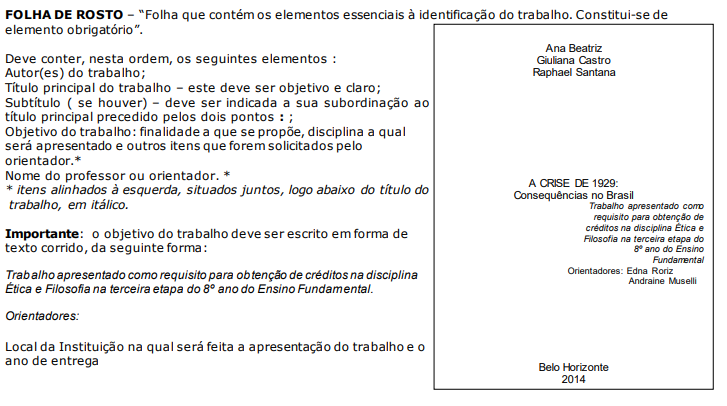 FOLHA DE ROSTO – “Folha que contém os elementos essenciais à identificação do trabalho. Constitui-se de
elemento obrigatório”.
Deve conter, nesta ordem, os seguintes elementos :
Autor(es) do trabalho;
Título principal do trabalho – este deve ser objetivo e claro;
Subtítulo ( se houver) – deve ser indicada a sua subordinação ao
título principal precedido pelos dois pontos : ;
Objetivo do trabalho: finalidade a que se propõe, disciplina a qual
será apresentado e outros itens que forem solicitados pelo
orientador.*
Nome do professor ou orientador. *
* itens alinhados à esquerda, situados juntos, logo abaixo do título do
trabalho, em itálico.
Importante: o objetivo do trabalho deve ser escrito em forma de
texto corrido, da seguinte forma:
Trabalho apresentado como requisito para obtenção de créditos na disciplina
Ética e Filosofia na terceira etapa do 8º ano do Ensino Fundamental.
Orientadores:
Local da Instituição na qual será feita a apresentação do trabalho e o
ano de entrega
Ana Beatriz
Giuliana Castro
Raphael Santana
A CRISE DE 1929:
Consequências no Brasil
Trabalho apresentado como
requisito para obtenção de
créditos na disciplina Ética e
Filosofia na terceira etapa do
8º ano do Ensino
Fundamental
Orientadores: Edna Roriz
Andraine Muselli
Belo Horizonte
2014